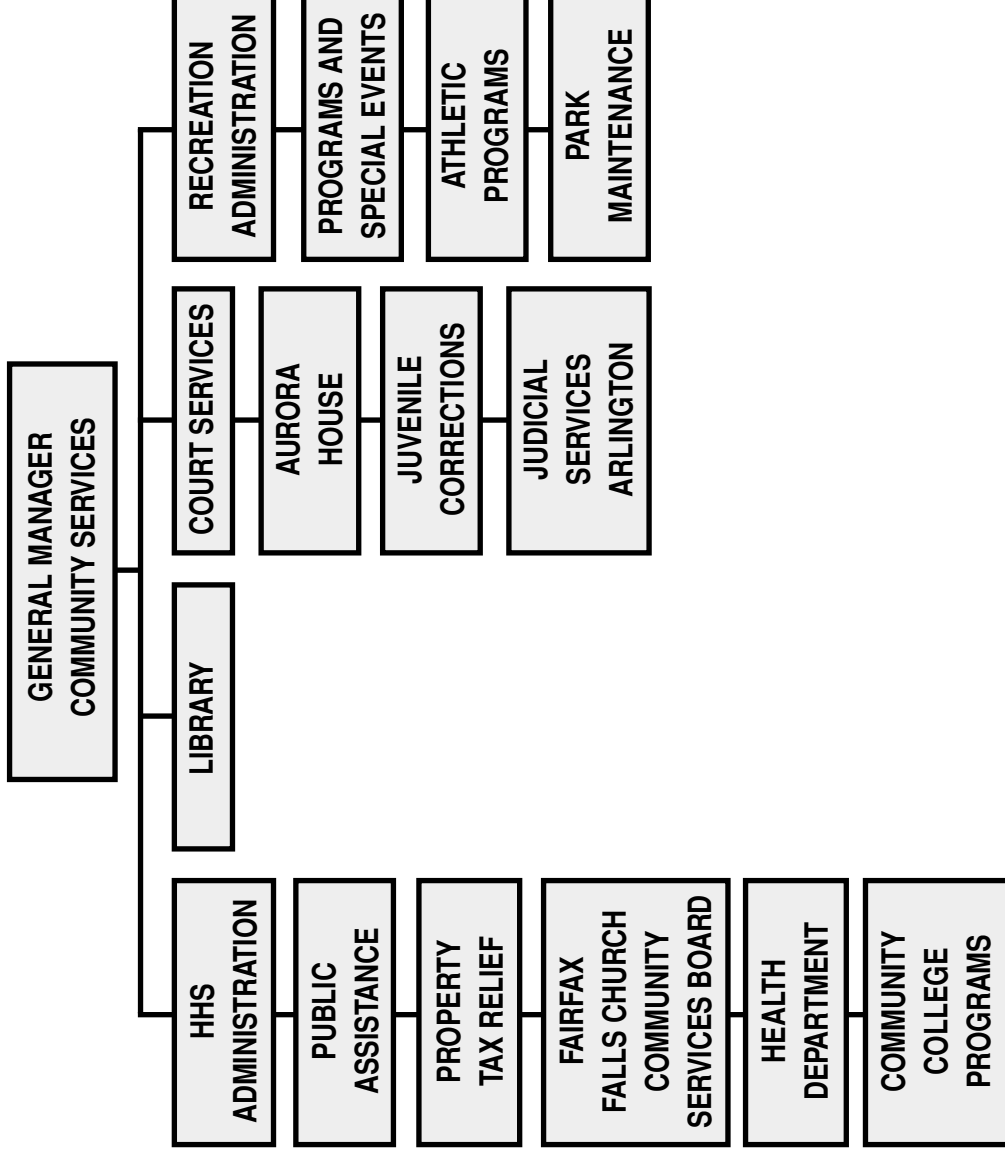 GENERAL MANAGER
COMMUNITY SERVICES
HHS
ADMINISTRATION
PUBLIC
ASSISTANCE
PROPERTY
TAX RELIEF
FAIRFAX
FALLS CHURCH
COMMUNITY
SERVICES BOARD
HEALTH
DEPARTMENT
COMMUNITY
COLLEGE
PROGRAMS
LIBRARY
COURT SERVICES
AURORA
HOUSE
JUVENILE
CORRECTIONS
JUDICIAL
SERVICES
ARLINGTON
RECREATION
ADMINISTRATION
PROGRAMS AND
SPECIAL EVENTS
ATHLETIC
PROGRAMS
PARK
MAINTENANCE